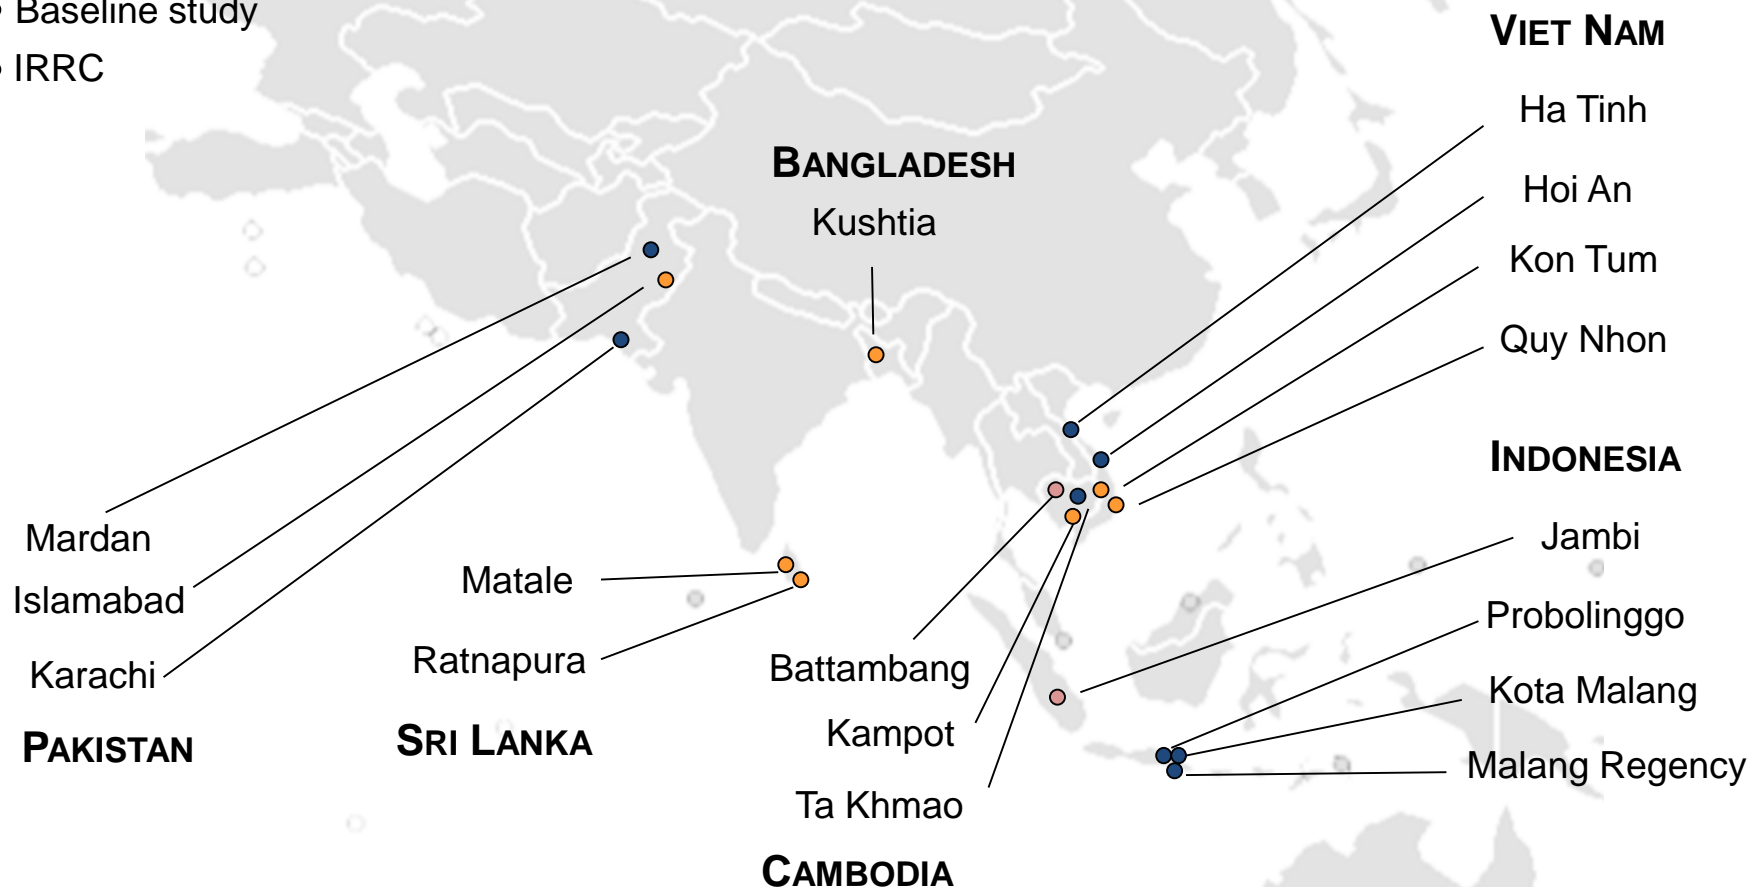 • Baseline study
• IRRC
VIET NAM
Ha Tinh
Hoi An
Kon Tum
Quy Nhon
BANGLADESH
Kushtia
INDONESIA
Jambi
Probolinggo
Kota Malang
Malang Regency
Mardan
Islamabad
Karachi
PAKISTAN
Matale
Ratnapura
SRI LANKA
Battambang
Kampot
Ta Khmao
CAMBODIA